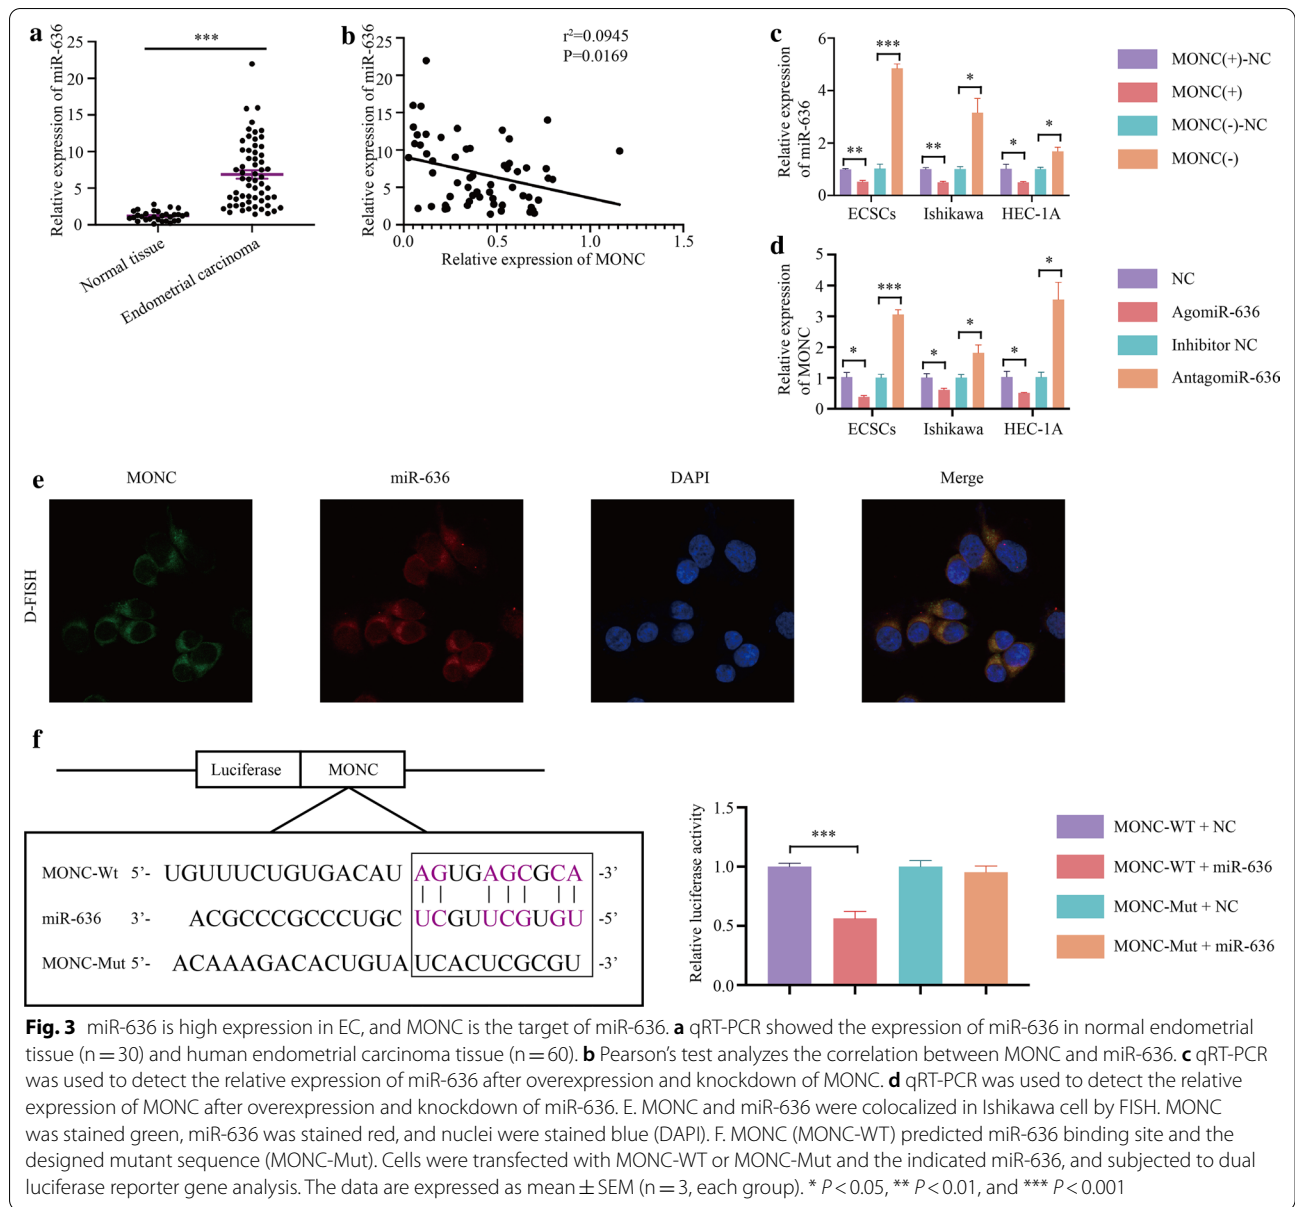 a
Relative expression of miR-636
25
20
15
10
5
0
***
Normal tissue
Endometrial carcinoma
b
Relative expression of miR-636
25
20
15
10
5
0
r²=0.0945
P=0.0169
0.0 0.5 1.0 1.5
Relative expression of MONC
c
Relative expression
of miR-636
6
4
2
0
** *** ** * * *
ECSCs Ishikawa HEC-1A
MONC(+)-NC
MONC(+)
MONC(-)-NC
MONC(-)
d
Relative expression
of MONC
5
4
3
2
1
0
* *** * * * *
ECSCs Ishikawa HEC-1A
NC
AgomiR-636
Inhibitor NC
AntagomiR-636
e
MONC miR-636 DAPI Merge
D-FISH
f
Luciferase MONC
MONC-Wt 5’- UGUUUCUGUGACAU AGUGAGCGCA -3’
miR-636 3’- ACGCCCGCCCUGC UCGUUCGUGU -5’
MONC-Mut 5’- ACAAAGACACUGUA UCACUCGCGU -3’
Relative luciferase activity
1.5
1.0
0.5
0.0
***
MONC-WT + NC
MONC-WT + miR-636
MONC-Mut + NC
MONC-Mut + miR-636
Fig. 3 miR-636 is high expression in EC, and MONC is the target of miR-636. a qRT-PCR showed the expression of miR-636 in normal endometrial
tissue (n = 30) and human endometrial carcinoma tissue (n = 60). b Pearson’s test analyzes the correlation between MONC and miR-636. c qRT-PCR
was used to detect the relative expression of miR-636 after overexpression and knockdown of MONC. d qRT-PCR was used to detect the relative
expression of MONC after overexpression and knockdown of miR-636. E. MONC and miR-636 were colocalized in Ishikawa cell by FISH. MONC
was stained green, miR-636 was stained red, and nuclei were stained blue (DAPI). F. MONC (MONC-WT) predicted miR-636 binding site and the
designed mutant sequence (MONC-Mut). Cells were transfected with MONC-WT or MONC-Mut and the indicated miR-636, and subjected to dual
luciferase reporter gene analysis. The data are expressed as mean ± SEM (n = 3, each group). * P < 0.05, ** P < 0.01, and *** P < 0.001